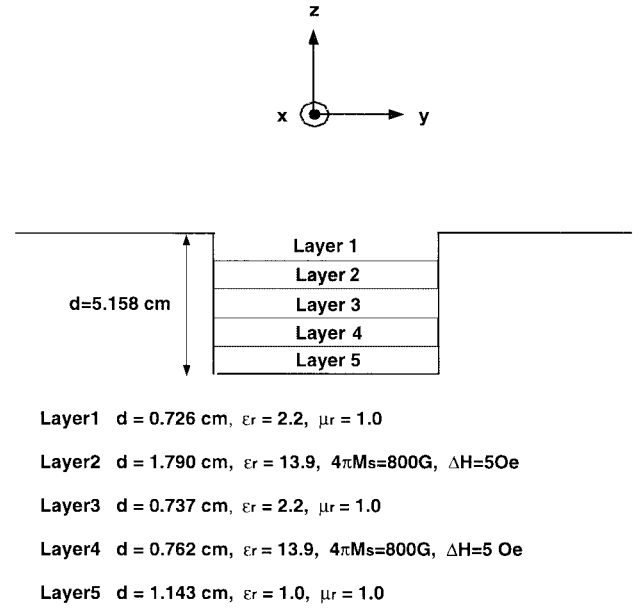 z
x y
Layer 1
Layer 2
d=5.158 cm Layer 3
Layer 4
Layer 5
Layer1 d = 0.726 cm, εr = 2.2, μr = 1.0
Layer2 d = 1.790 cm, εr = 13.9, 4πMs=800G, ΔH=5Oe
Layer3 d = 0.737 cm, εr = 2.2, μr = 1.0
Layer4 d = 0.762 cm, εr = 13.9, 4πMs=800G, ΔH=5 Oe
Layer5 d = 1.143 cm, εr = 1.0, μr = 1.0